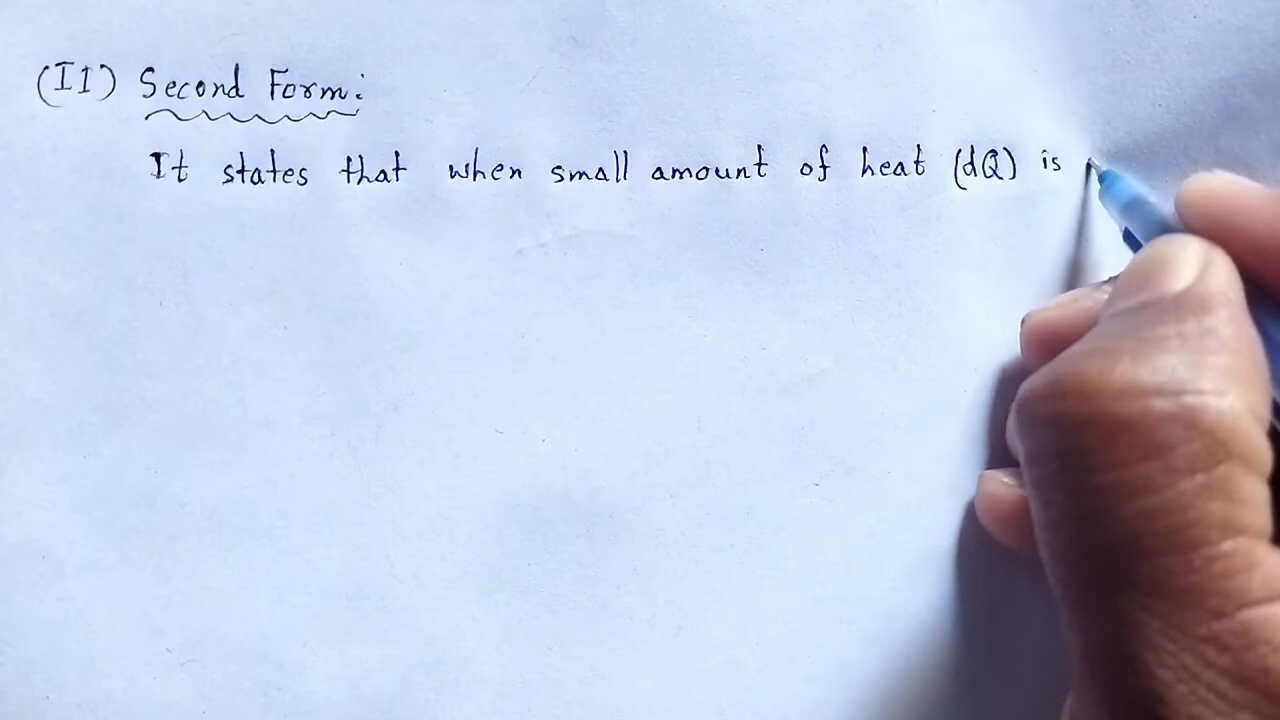 (II) Second Form:
It states that when small amount of heat (dQ) is